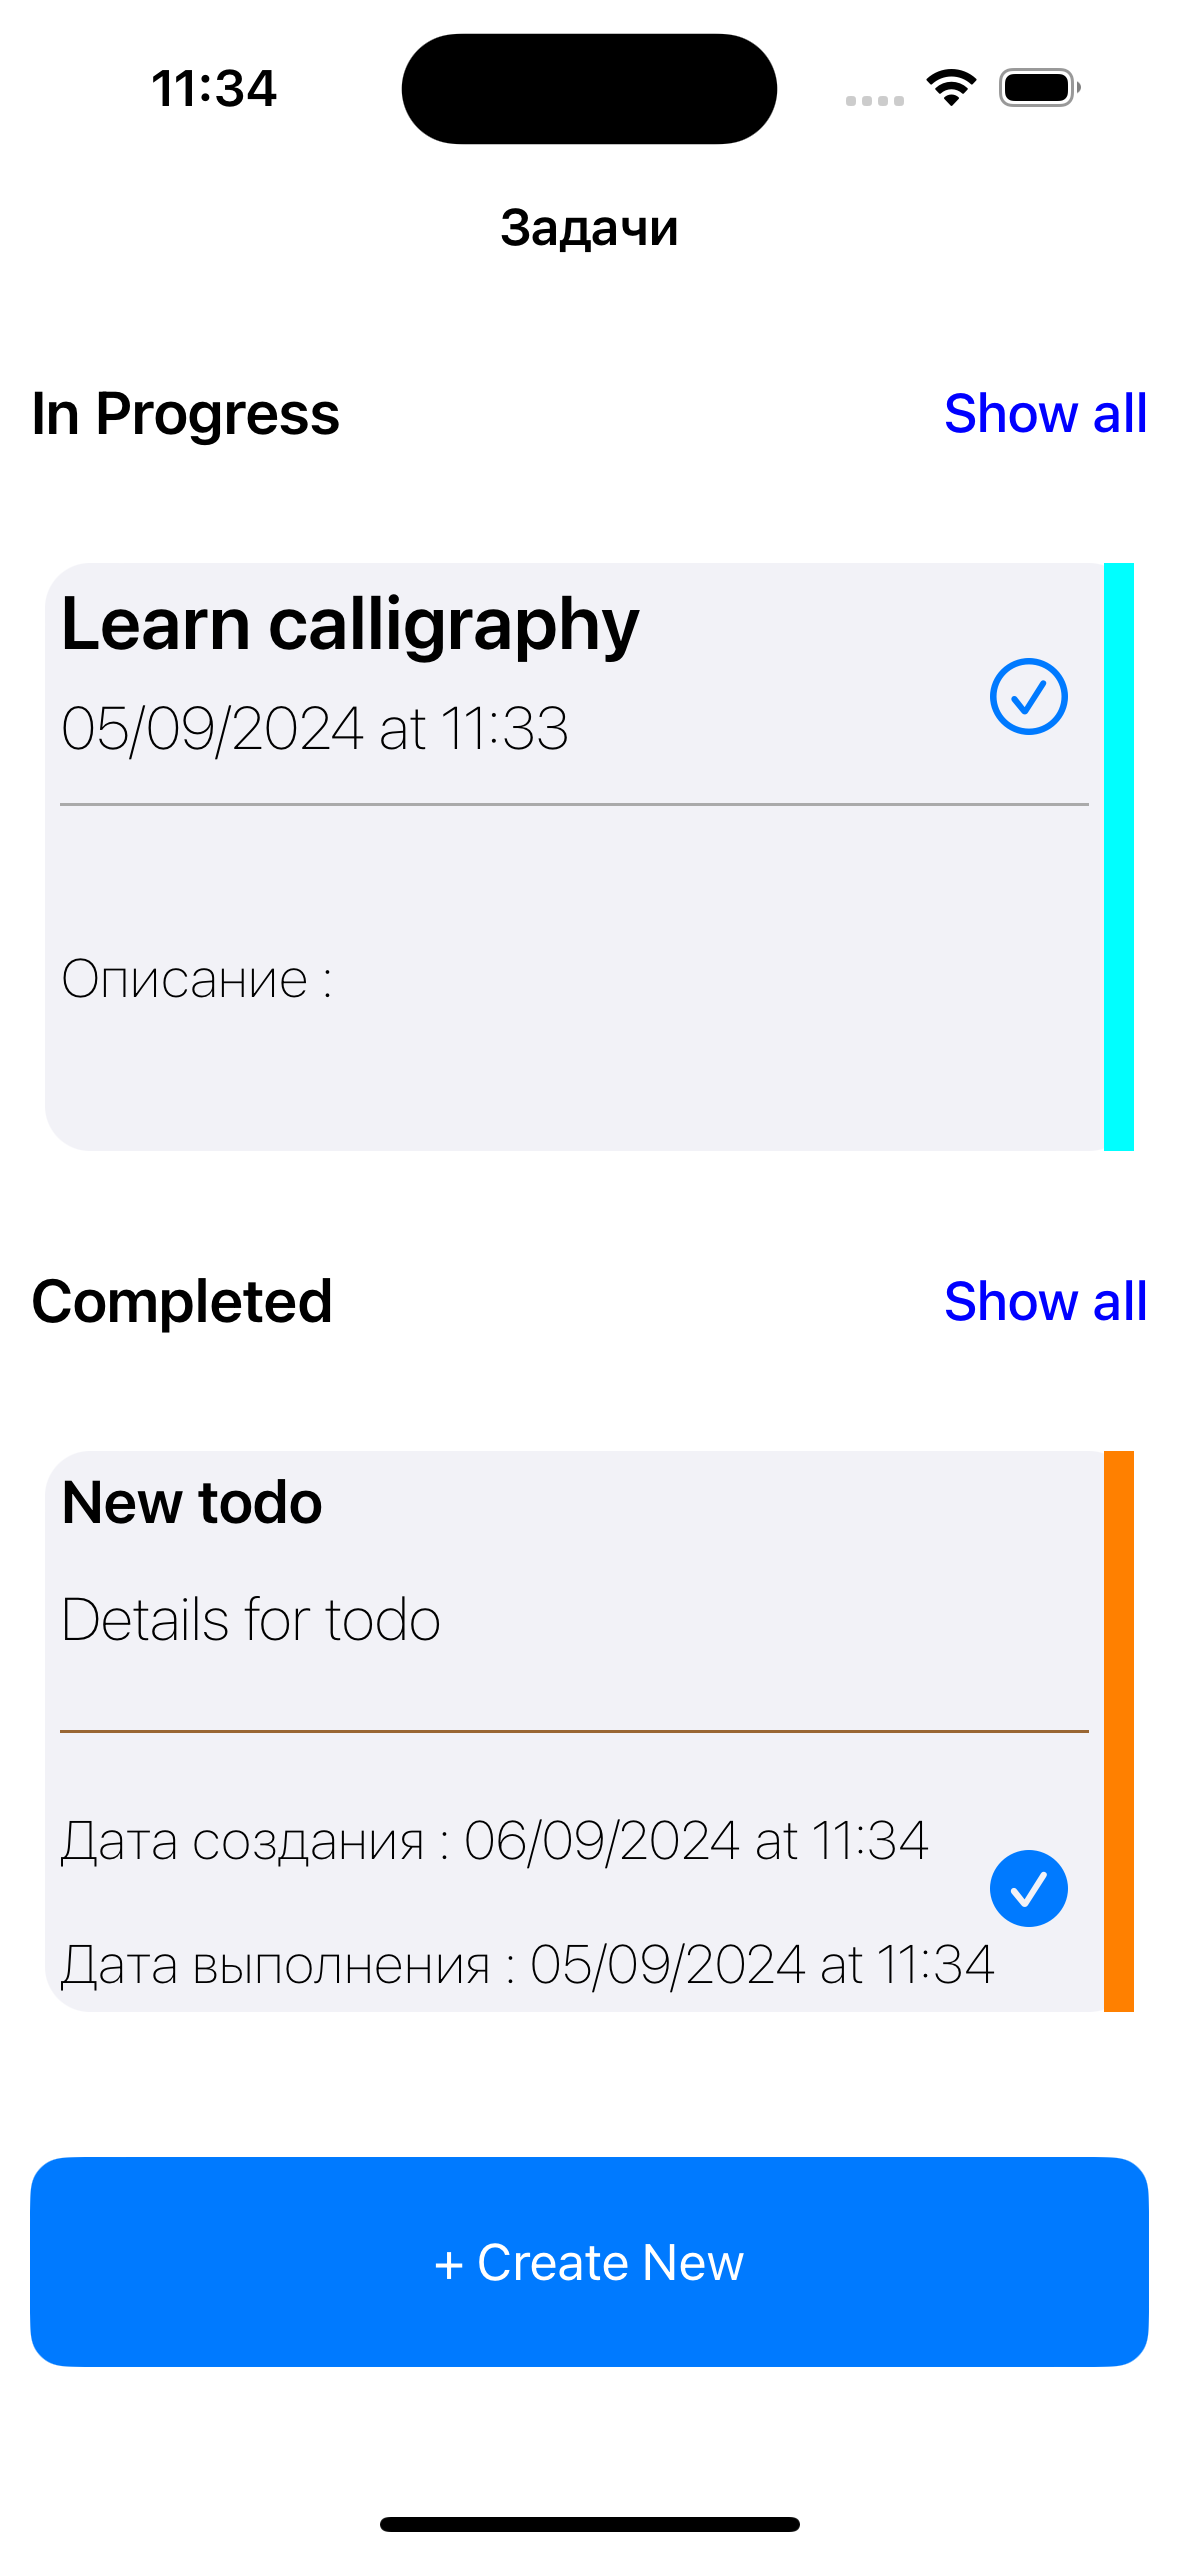 11:34
Задачи
In Progress
Show all
Learn calligraphy
05/09/2024 at 11:33
Описание :
Completed
Show all
New todo
Details for todo
Дата создания : 06/09/2024 at 11:34
Дата выполнения : 05/09/2024 at 11:34
+ Create New